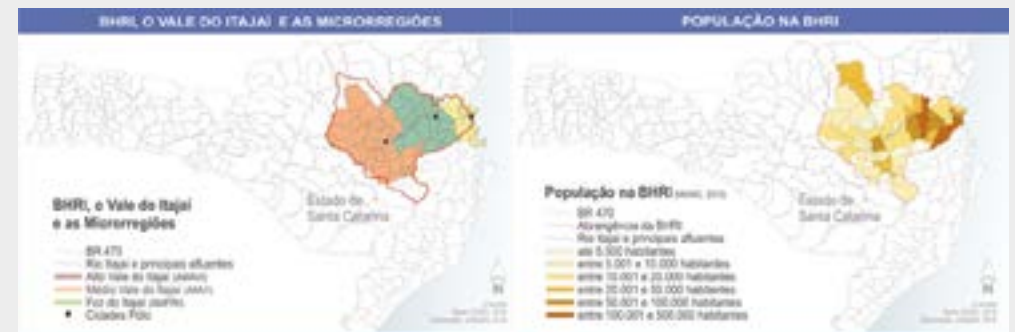 BHRI, O VALE DO ITAJAÍ E AS MICRORREGIÕES
Estado de
Santa Catarina
BHRI, o Vale do Itajaí
e as Microrregiões
BR 470
Rio Itajaí e principais afluentes
Alto Vale do Itajaí (AMAVI)
Médio Vale do Itajaí
Foz do Itajaí (AMFRI)
Cidades Pólo
N
POPULAÇÃO NA BHRI
Estado de
Santa Catarina
População na BHRI
BR 470
Abrangência da BHRI
Rio Itajaí e principais afluentes
até 5.000 habitantes
entre 5.001 e 10.000 habitantes
entre 10.001 e 20.000 habitantes
entre 20.001 e 50.000 habitantes
entre 50.001 e 100.000 habitantes
entre 100.001 e 500.000 habitantes
N